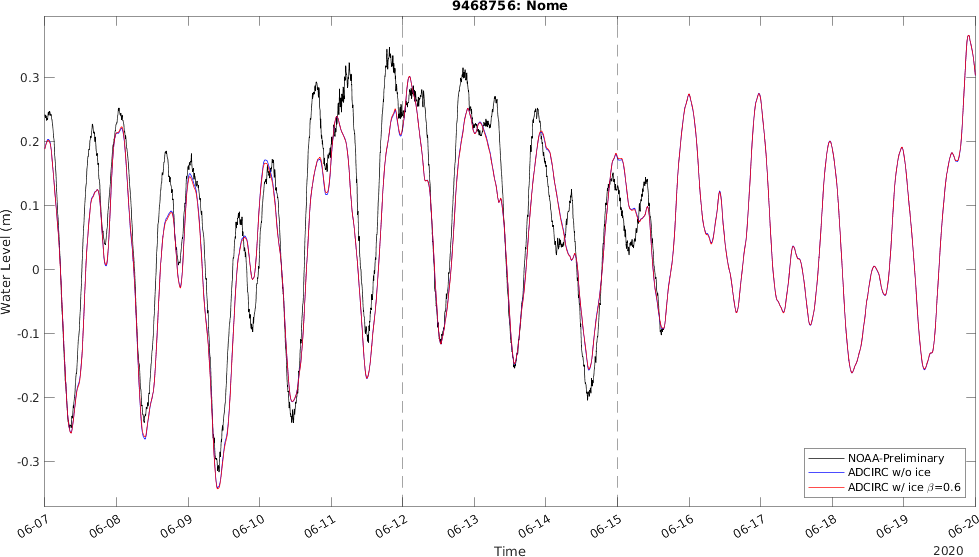 9468756: Nome
Water Level (m)
0.3
0.2
0.1
0
-0.1
-0.2
-0.3
NOAA-Preliminary
ADCIRC w/o ice
ADCIRC w/ ice β=0.6
06-07 06-08 06-09 06-10 06-11 06-12 06-13 06-14 06-15 06-16 06-17 06-18 06-19 06-20
Time
2020